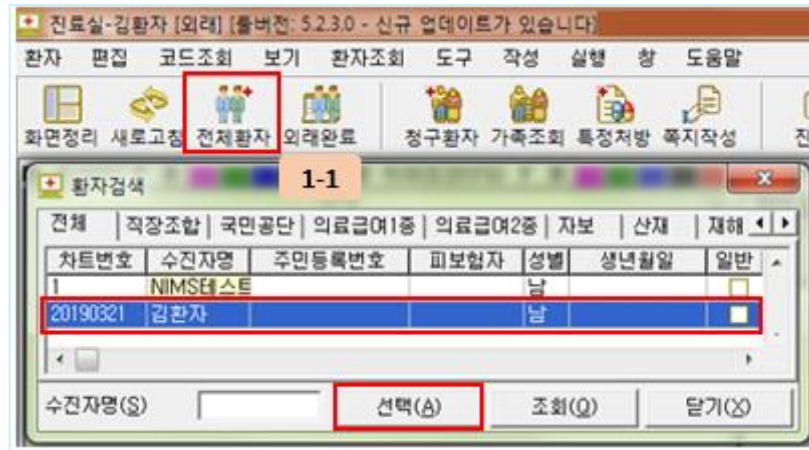 진료실-김환자 [외래] [툴버전: 5.2.3.0 - 신규 업데이트가 있습니다]
환자 편집 코드조회 보기 환자조회 도구 작성 실행 창 도움말
화면정리 새로고침 전체환자 외래완료 청구환자 가족조회 특정처방 쪽지작성 진
1-1
환자검색
전체 직장조합 국민공단 의료급여1종 의료급여2종 자보 산재 재해
차트번호 수진자명 주민등록번호 피보험자 성별 생년월일 일반
1 NIMS테스트 남
20190321 김환자 남
수진자명(S) 선택(A) 조회(Q) 닫기(X)